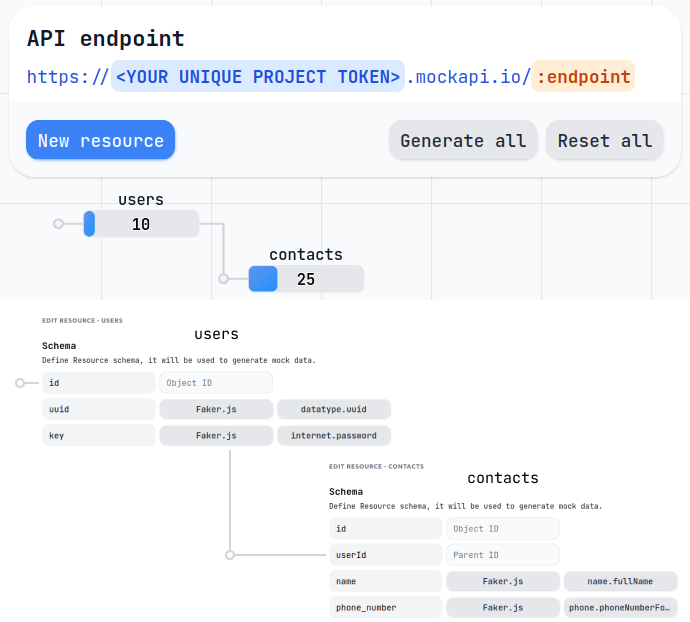 API endpoint
https://<YOUR UNIQUE PROJECT TOKEN>.mockapi.io/:endpoint
New resource
Generate all
Reset all
users
10
contacts
25
EDIT RESOURCE - USERS
users
Schema
Define Resource schema, it will be used to generate mock data.
id Object ID
uuid Faker.js datatype.uuid
key Faker.js internet.password
EDIT RESOURCE - CONTACTS
contacts
Schema
Define Resource schema, it will be used to generate mock data.
id Object ID
userId Parent ID
name Faker.js name.fullName
phone_number Faker.js phone.phoneNumberFo…